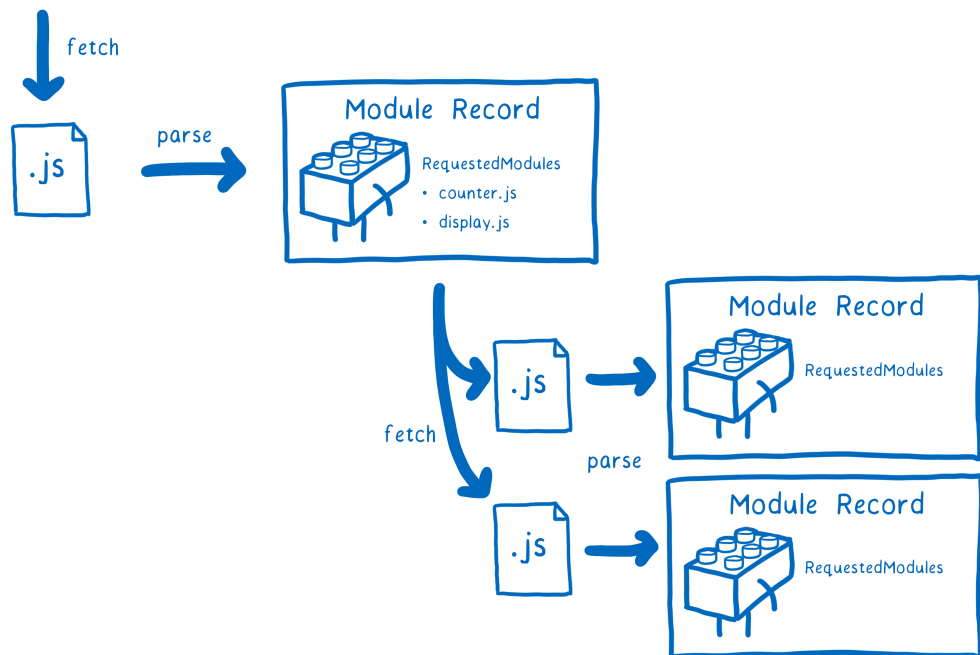 fetch
.js
parse
Module Record
RequestedModules
• counter.js
• display.js
Module Record
.js
RequestedModules
fetch
parse
Module Record
.js
RequestedModules